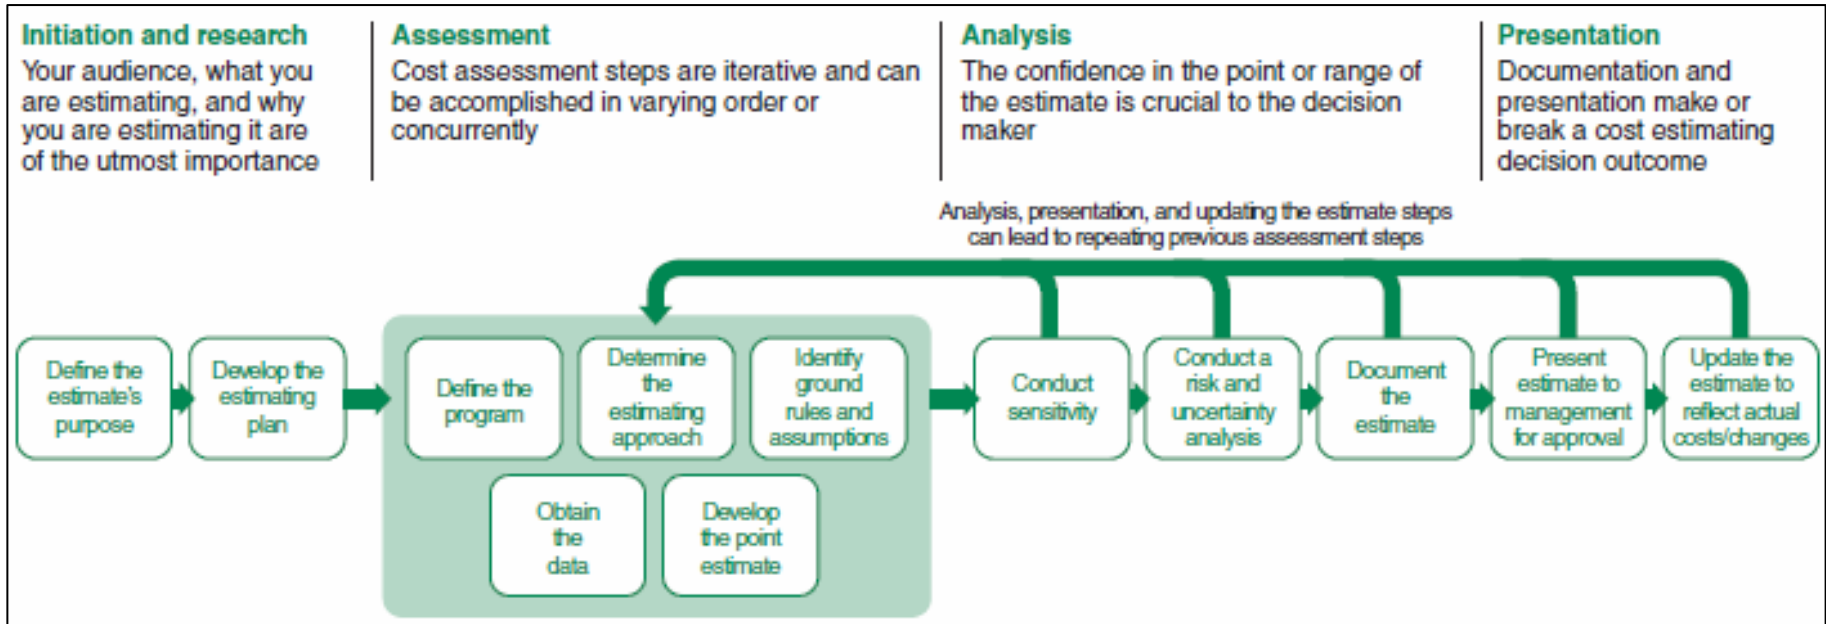 Initiation and research
Your audience, what you
are estimating, and why
you are estimating it are
of the utmost importance
Assessment
Cost assessment steps are iterative and can
be accomplished in varying order or
concurrently
Analysis
The confidence in the point or range of
the estimate is crucial to the decision
maker
Presentation
Documentation and
presentation make or
break a cost estimating
decision outcome
Analysis, presentation, and updating the estimate steps
can lead to repeating previous assessment steps
Define the
estimate's
purpose
Develop the
estimating
plan
Define the
program
Determine
the
estimating
approach
Identify
ground
rules and
assumptions
Obtain
the
data
Develop
the point
estimate
Conduct
sensitivity
Conduct a
risk and
uncertainty
analysis
Document
the
estimate
Present
estimate to
management
for approval
Update the
estimate to
reflect actual
costs/changes